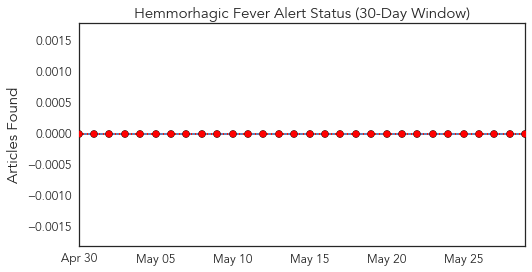 Hemmorhagic Fever Alert Status (30-Day Window)
Articles Found
0.0015
0.0010
0.0005
0.0000
−0.0005
−0.0010
−0.0015
Apr 30 May 05 May 10 May 15 May 20 May 25